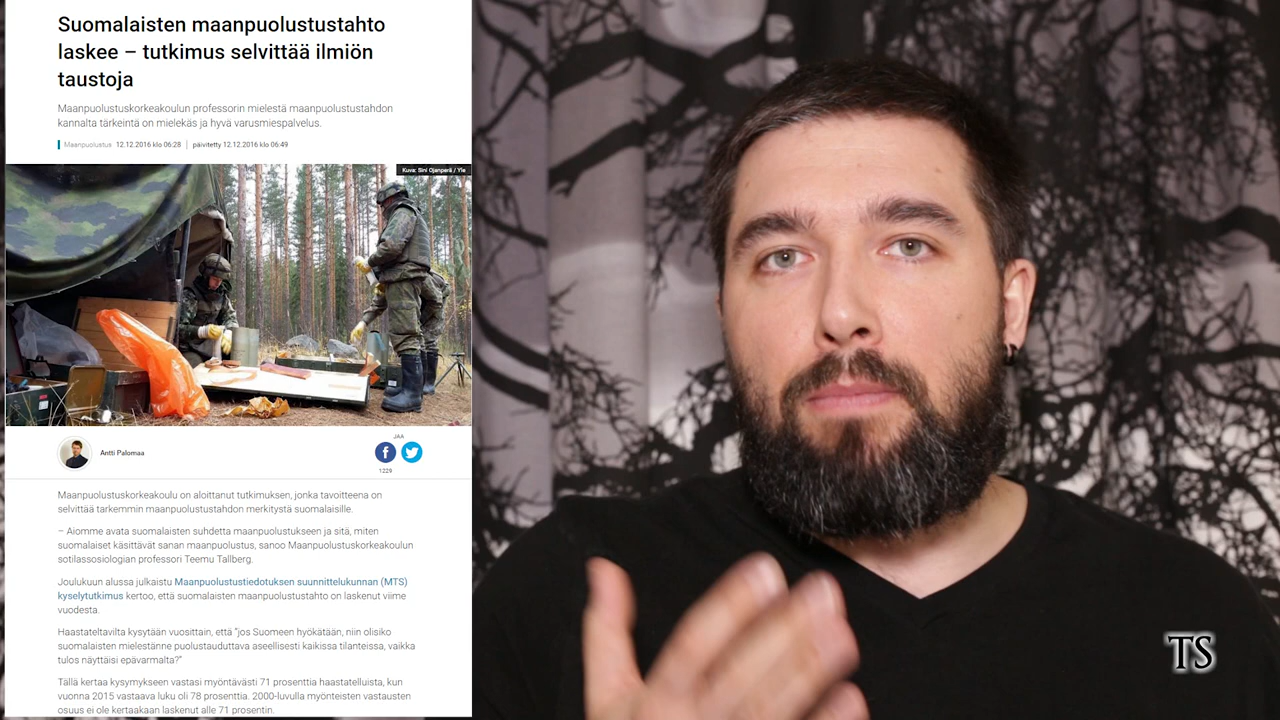 Suomalaisten maanpuolustustahto
laskee – tutkimus selvittää ilmiön
taustoja
Maanpuolustuskorkeakoulun professorin mielestä maanpuolustustahdon
kannalta tärkeintä on mielekäs ja hyvä varusmiespalvelus.
Maanpuolustus 12.12.2016 klo 06:28 | päivitetty 12.12.2016 klo 06:49
Kuva: Sini Ojanperä / Yle
JAA
Antti Palomaa
1229
Maanpuolustuskorkeakoulu on aloittanut tutkimuksen, jonka tavoitteena on
selvittää tarkemmin maanpuolustustahdon merkitystä suomalaisille.
– Aiomme avata suomalaisten suhdetta maanpuolustukseen ja sitä, miten
suomalaiset käsittävät sanan maanpuolustus, sanoo Maanpuolustuskorkeakoulun
sotilassosiologian professori Teemu Tallberg.
Joulukuun alussa julkaistu Maanpuolustustiedotuksen suunnittelukunnan (MTS)
kyselytutkimus kertoo, että suomalaisten maanpuolustustahto on laskenut viime
vuodesta.
Haastateltavilta kysytään vuosittain, että "jos Suomeen hyökätään, niin olisiko
suomalaisten mielestänne puolustauduttava aseellisesti kaikissa tilanteissa, vaikka
tulos näyttäisi epävarmalta?"
Tällä kertaa kysymykseen vastasi myöntävästi 71 prosenttia haastatelluista, kun
vuonna 2015 vastaava luku oli 78 prosenttia. 2000-luvulla myönteisten vastausten
osuus ei ole kertaakaan laskenut alle 71 prosentin.
TS